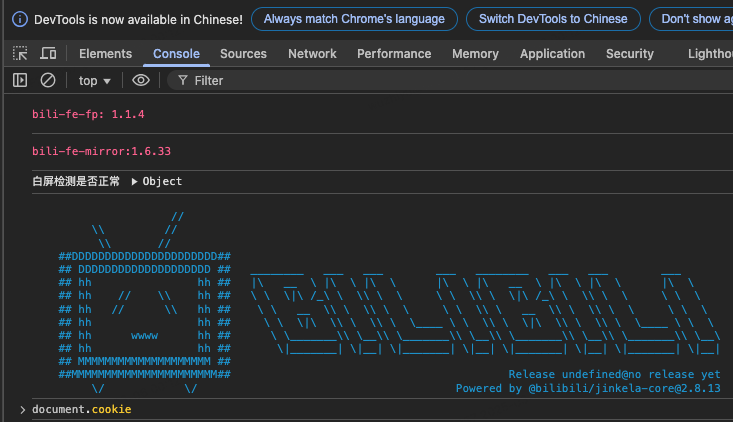 DevTools is now available in Chinese! Always match Chrome's language Switch DevTools to Chinese Don't show ag
Elements Console Sources Network Performance Memory Application Security Lighthou
top Filter
bili-fe-fp: 1.1.4
bili-fe-mirror:1.6.33
白屏检测是否正常 ▶ Object
//
\\ //
\\ //
##DDDDDDDDDDDDDDDDDDDDDD##
## DDDDDDDDDDDDDDDDDDDD ##
## hh hh ##
## hh // \\ hh ##
## hh // \\ hh ##
## hh hh ##
## hh wwww hh ##
## hh hh ##
## MMMMMMMMMMMMMMMMMMMM ##
##MMMMMMMMMMMMMMMMMMMMMM##
\/ \/
Release undefined@no release yet
Powered by @bilibili/jinkela-core@2.8.13
> document.cookie